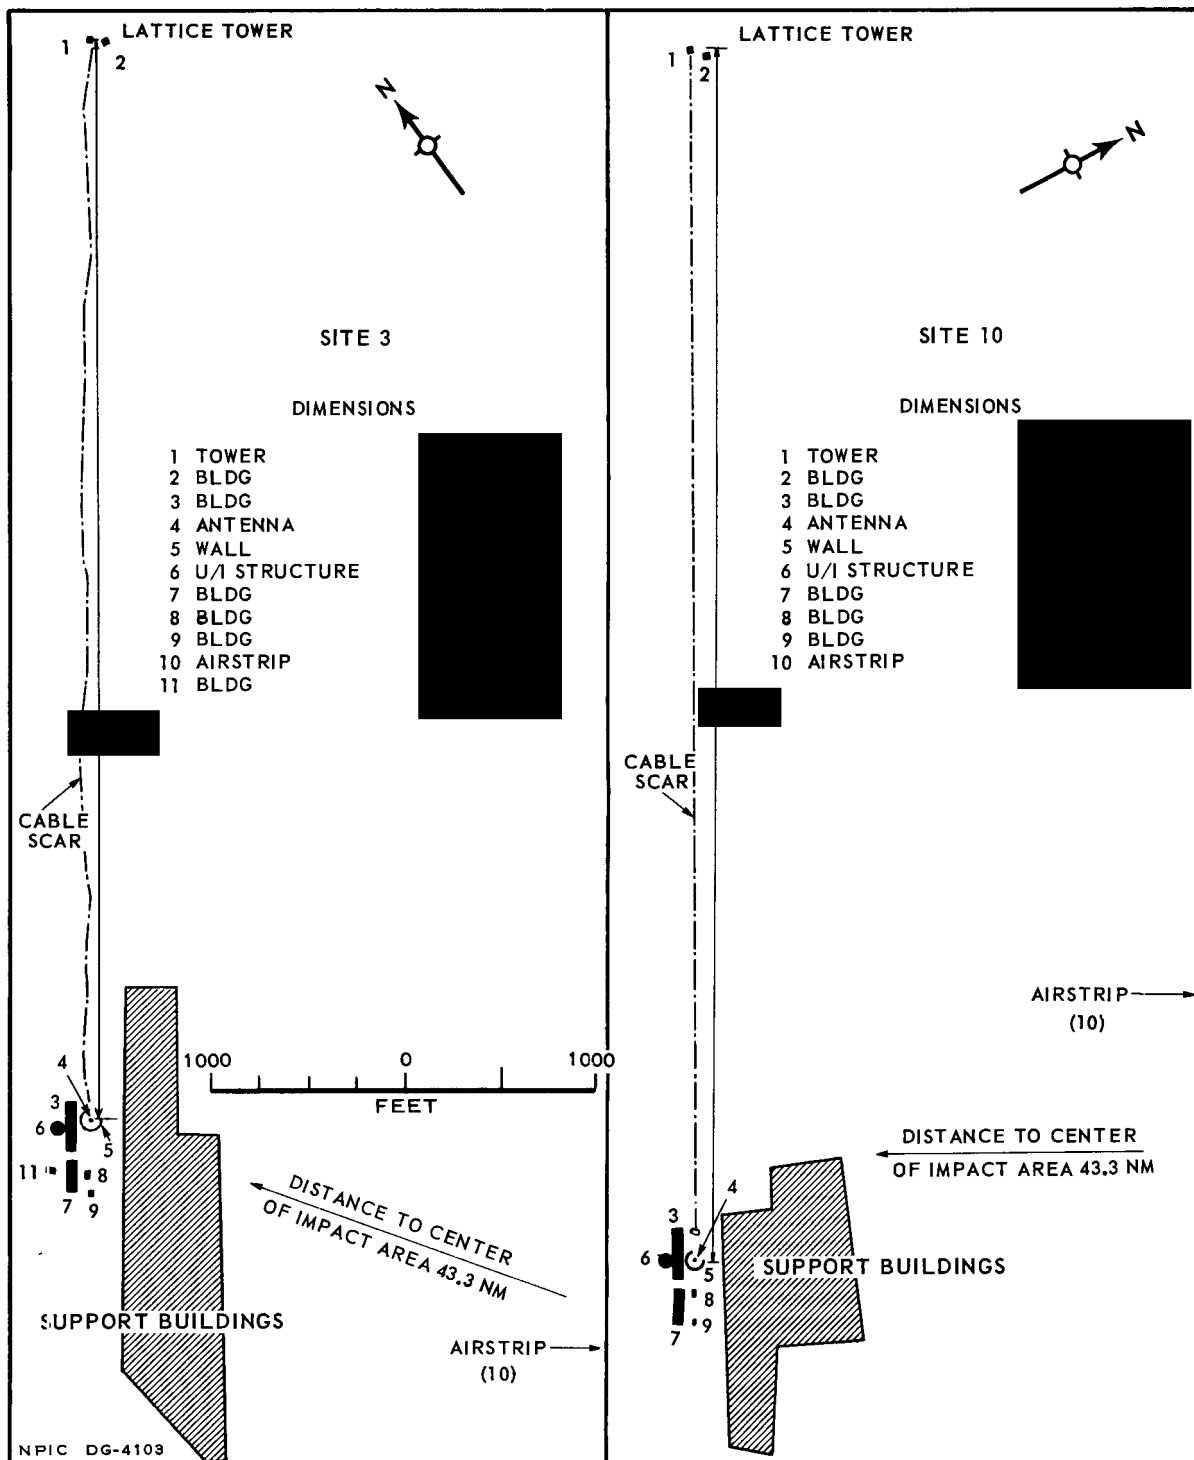 LATTICE TOWER
1
2
N
SITE 3
DIMENSIONS
1 TOWER
2 BLDG
3 BLDG
4 ANTENNA
5 WALL
6 U/I STRUCTURE
7 BLDG
8 BLDG
9 BLDG
10 AIRSTRIP
11 BLDG
CABLE
SCAR
1000 0 1000
FEET
4
3
6
5
11
8
7
9
DISTANCE TO CENTER
OF IMPACT AREA 43.3 NM
SUPPORT BUILDINGS
AIRSTRIP
(10)
NPIC DG-4103
LATTICE TOWER
1
2
N
SITE 10
DIMENSIONS
1 TOWER
2 BLDG
3 BLDG
4 ANTENNA
5 WALL
6 U/I STRUCTURE
7 BLDG
8 BLDG
9 BLDG
10 AIRSTRIP
CABLE
SCAR
AIRSTRIP
(10)
DISTANCE TO CENTER
OF IMPACT AREA 43.3 NM
4
3
6
5
SUPPORT BUILDINGS
8
7
9